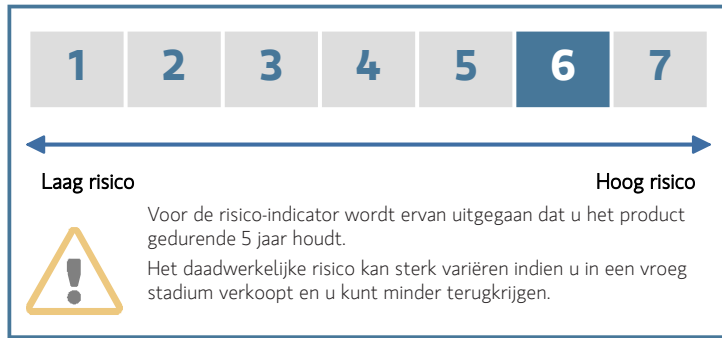 1 2 3 4 5 6 7
Laag risico Hoog risico
Voor de risico-indicator wordt ervan uitgegaan dat u het product
gedurende 5 jaar houdt.
Het daadwerkelijke risico kan sterk variëren indien u in een vroeg
stadium verkoopt en u kunt minder terugkrijgen.